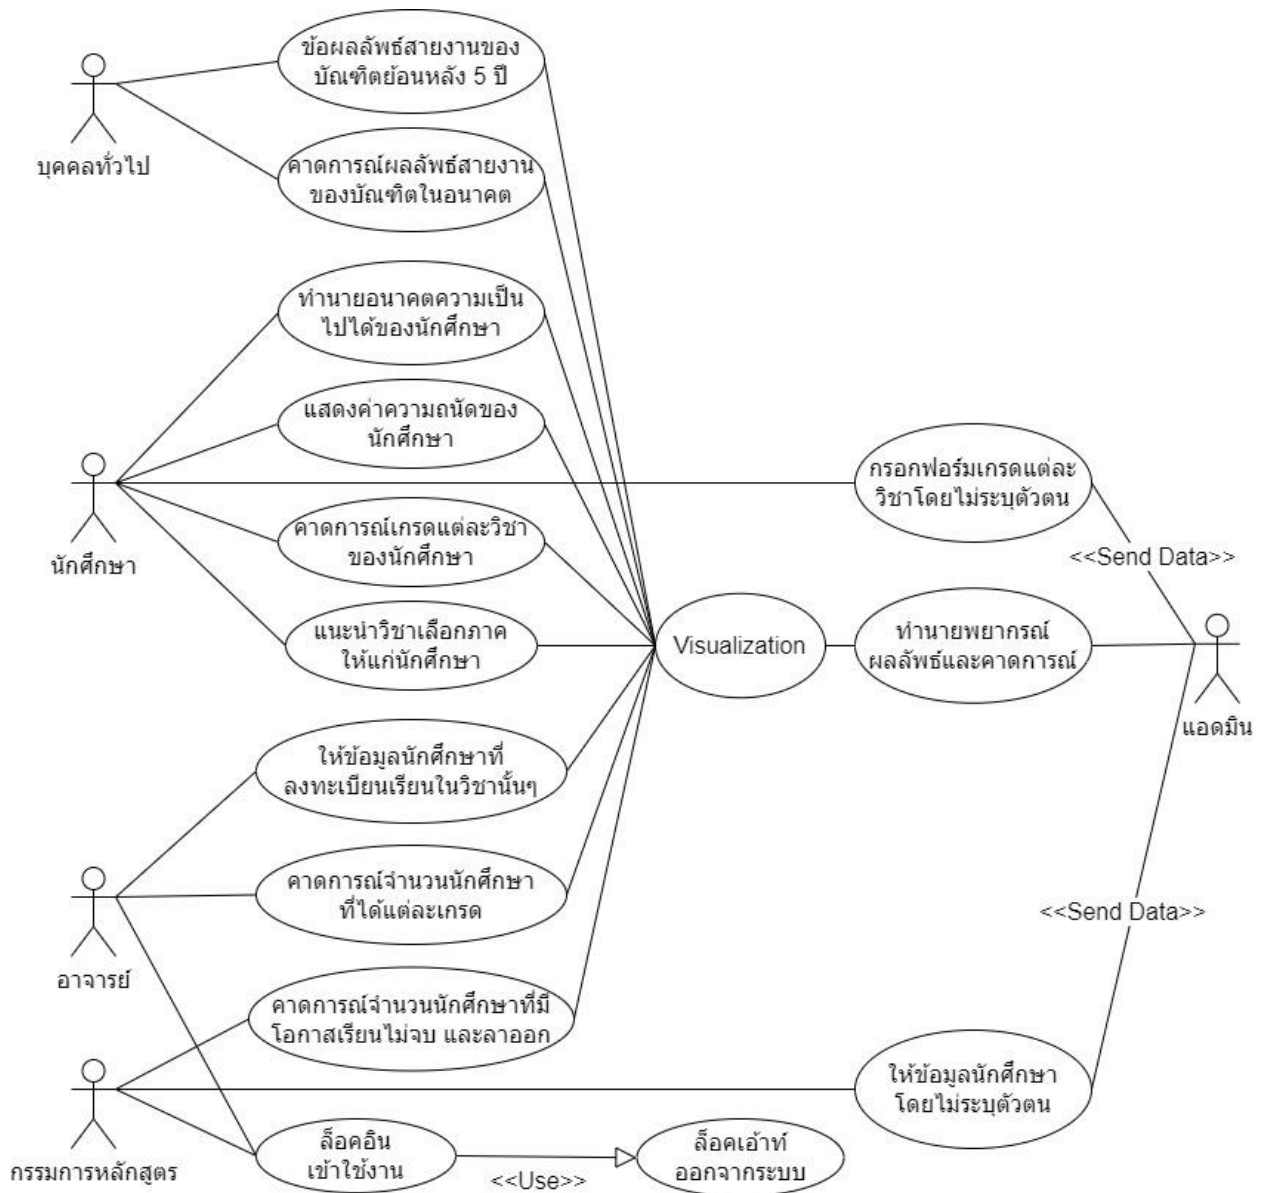 ข้อผลลัพธ์สายงานของ
บัณฑิตย้อนหลัง 5 ปี
บุคคลทั่วไป
คาดการณ์ผลลัพธ์สายงาน
ของบัณฑิตในอนาคต
ทำนายอนาคตความเป็น
ไปได้ของนักศึกษา
แสดงค่าความถนัดของ
นักศึกษา
กรอกฟอร์มเกรดแต่ละ
วิชาโดยไม่ระบุตัวตน
นักศึกษา
คาดการณ์เกรดแต่ละวิชา
ของนักศึกษา
<<Send Data>>
แนะนำวิชาเลือกภาค
ให้แก่นักศึกษา
Visualization
ทำนายพยากรณ์
ผลลัพธ์และคาดการณ์
แอดมิน
ให้ข้อมูลนักศึกษาที่
ลงทะเบียนเรียนในวิชานั้นๆ
คาดการณ์จำนวนนักศึกษา
ที่ได้แต่ละเกรด
<<Send Data>>
อาจารย์
คาดการณ์จำนวนนักศึกษาที่มี
โอกาสเรียนไม่จบ และลาออก
ให้ข้อมูลนักศึกษา
โดยไม่ระบุตัวตน
กรรมการหลักสูตร
ล็อคอิน
เข้าใช้งาน
<<Use>>
ล็อคเอ้าท์
ออกจากระบบ